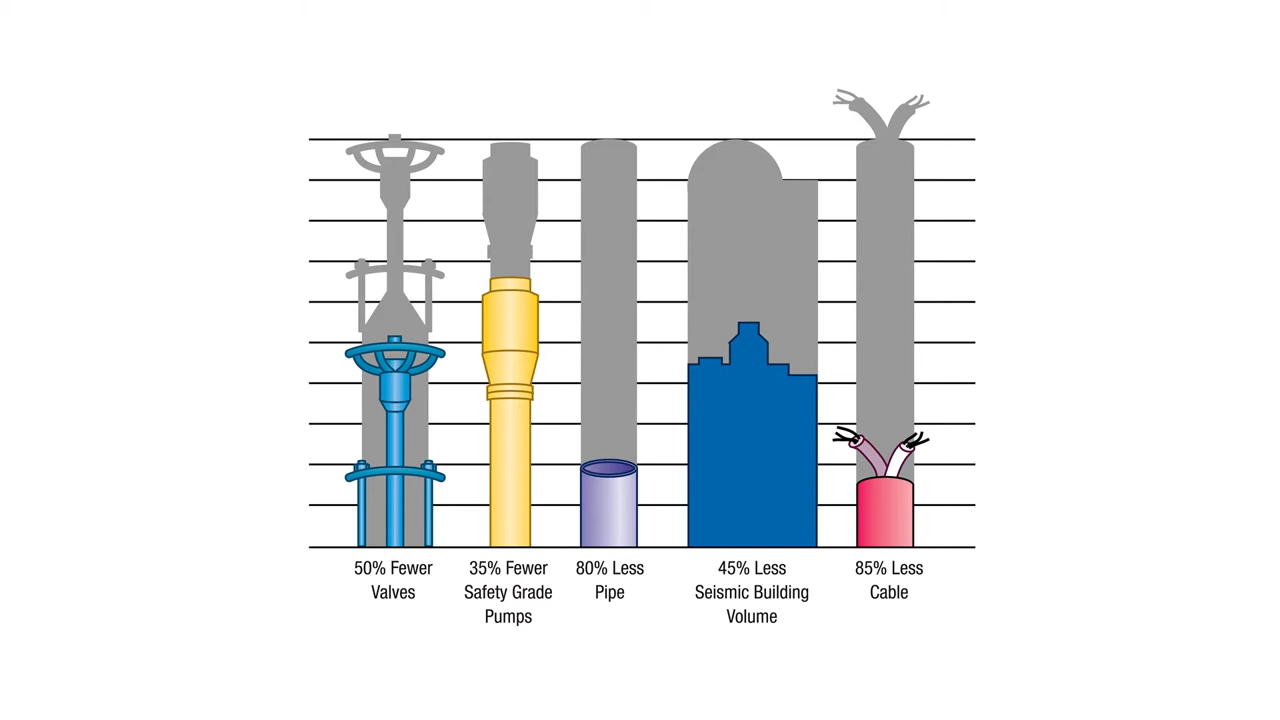 50% Fewer
Valves
35% Fewer
Safety Grade
Pumps
80% Less
Pipe
45% Less
Seismic Building
Volume
85% Less
Cable